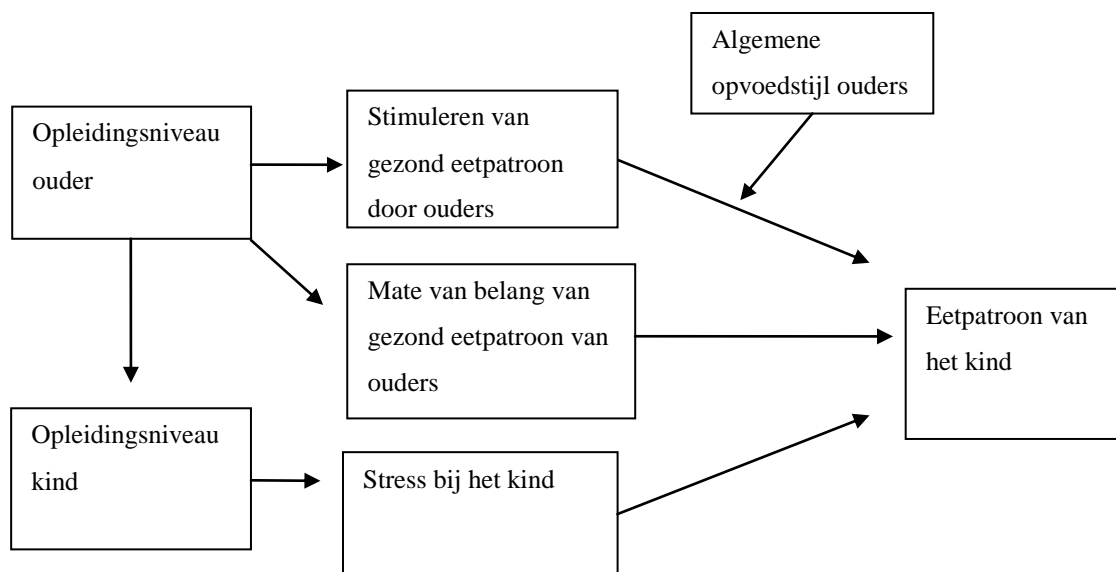 Algemene
opvoedstijl ouders
Opleidingsniveau
ouder
Stimuleren van
gezond eetpatroon
door ouders
Mate van belang van
gezond eetpatroon van
ouders
Eetpatroon van
het kind
Opleidingsniveau
kind
Stress bij het kind